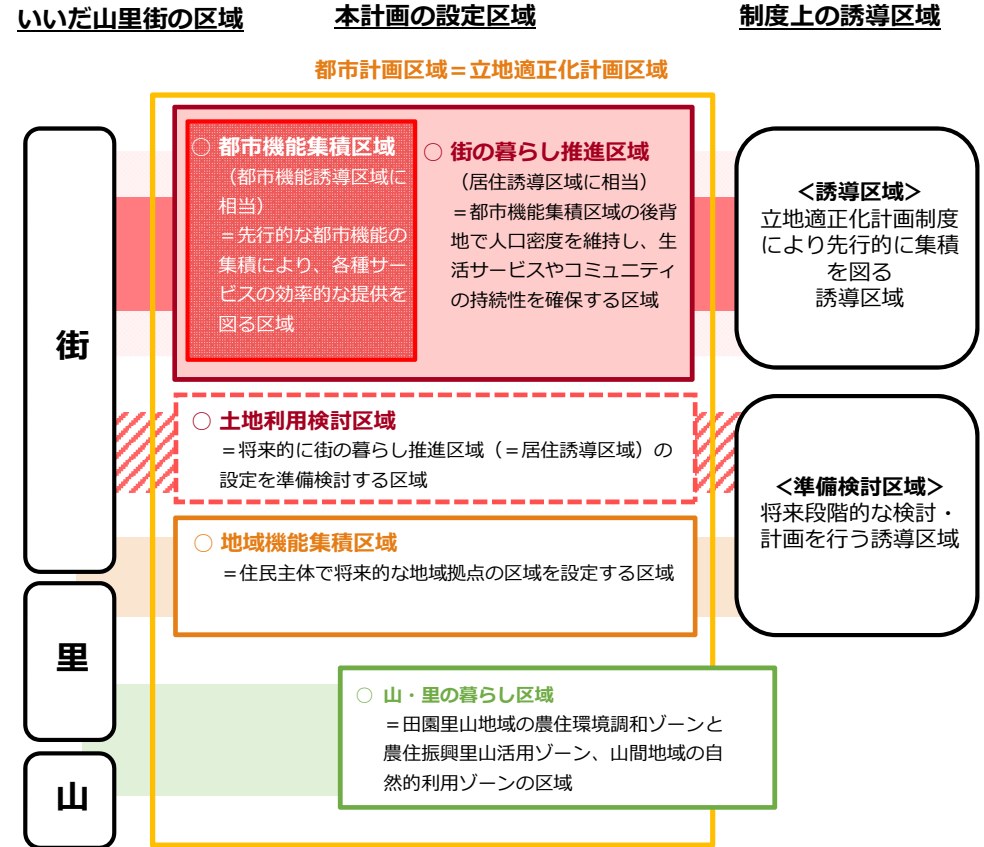 いいだ山里街の区域
本計画の設定区域
制度上の誘導区域
都市計画区域＝立地適正化計画区域
街
里
山
○ 都市機能集積区域
（都市機能誘導区域に
相当）
＝先行的な都市機能の
集積により、各種サー
ビスの効率的な提供を
図る区域
○ 街の暮らし推進区域
（居住誘導区域に相当）
＝都市機能集積区域の後背
地で人口密度を維持し、生
活サービスやコミュニティ
の持続性を確保する区域
○ 土地利用検討区域
＝将来的に街の暮らし推進区域（＝居住誘導区域）の
設定を準備検討する区域
○ 地域機能集積区域
＝住民主体で将来的な地域拠点の区域を設定する区域
○ 山・里の暮らし区域
＝田園里山地域の農住環境調和ゾーンと
農住振興里山活用ゾーン、山間地域の自
然的利用ゾーンの区域
＜誘導区域＞
立地適正化計画制度
により先行的に集積
を図る
誘導区域
＜準備検討区域＞
将来段階的な検討・
計画を行う誘導区域